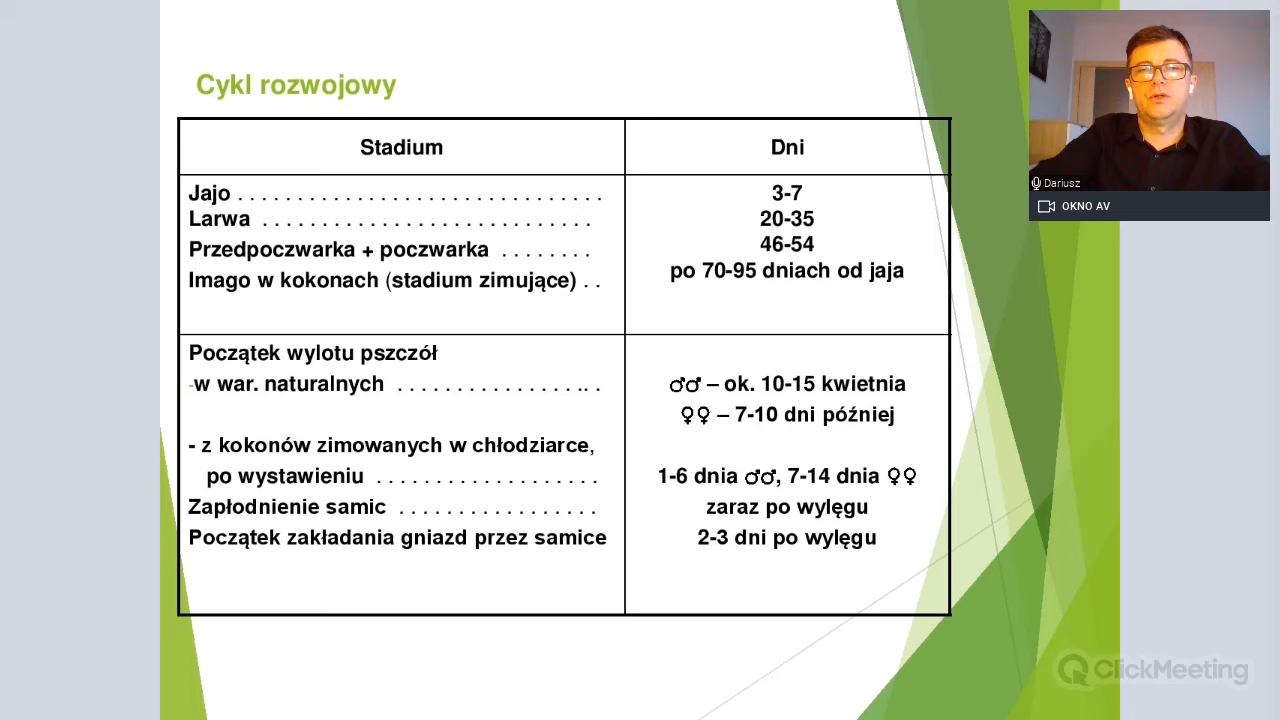 Cykl rozwojowy
Stadium Dni
Jajo . . . . . . . . . . . . . . . . . . . . . . . . . . . . . . . 3-7
Larwa . . . . . . . . . . . . . . . . . . . . . . . . . . . . 20-35
Przedpoczwarka + poczwarka . . . . . . . . 46-54
Imago w kokonach (stadium zimujące) . . po 70-95 dniach od jaja
Początek wylotu pszczół
-w war. naturalnych . . . . . . . . . . . . . . . .. . ♂♂ – ok. 10-15 kwietnia
♀♀ – 7-10 dni później
- z kokonów zimowanych w chłodziarce,
po wystawieniu . . . . . . . . . . . . . . . . . . . 1-6 dnia ♂♂, 7-14 dnia ♀♀
Zapłodnienie samic . . . . . . . . . . . . . . . . . zaraz po wylęgu
Początek zakładania gniazd przez samice 2-3 dni po wylęgu
Dariusz
OKNO AV
ClickMeeting